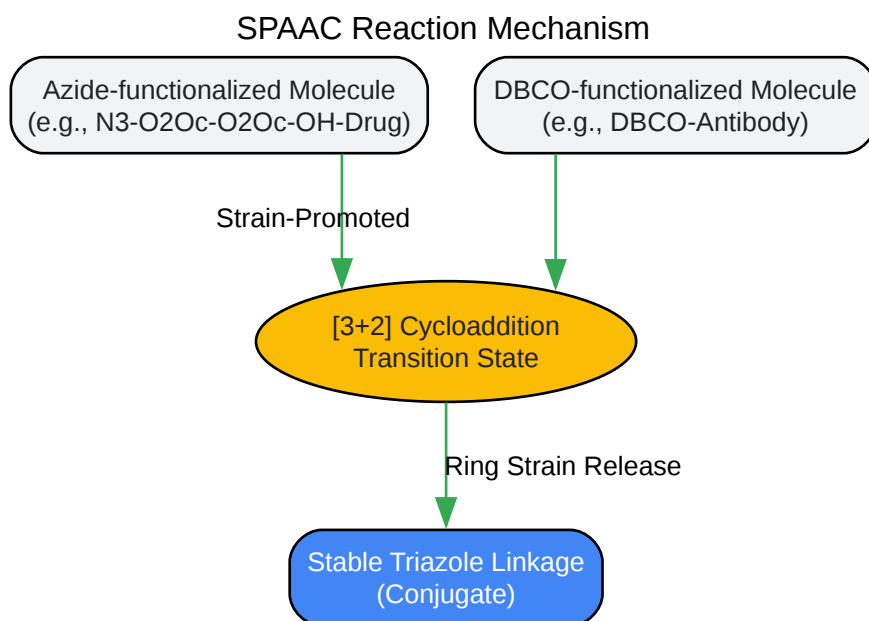 SPAAC Reaction Mechanism
Azide-functionalized Molecule
(e.g., N3-O2Oc-O2Oc-OH-Drug)
DBCO-functionalized Molecule
(e.g., DBCO-Antibody)
Strain-Promoted
[3+2] Cycloaddition
Transition State
Ring Strain Release
Stable Triazole Linkage
(Conjugate)